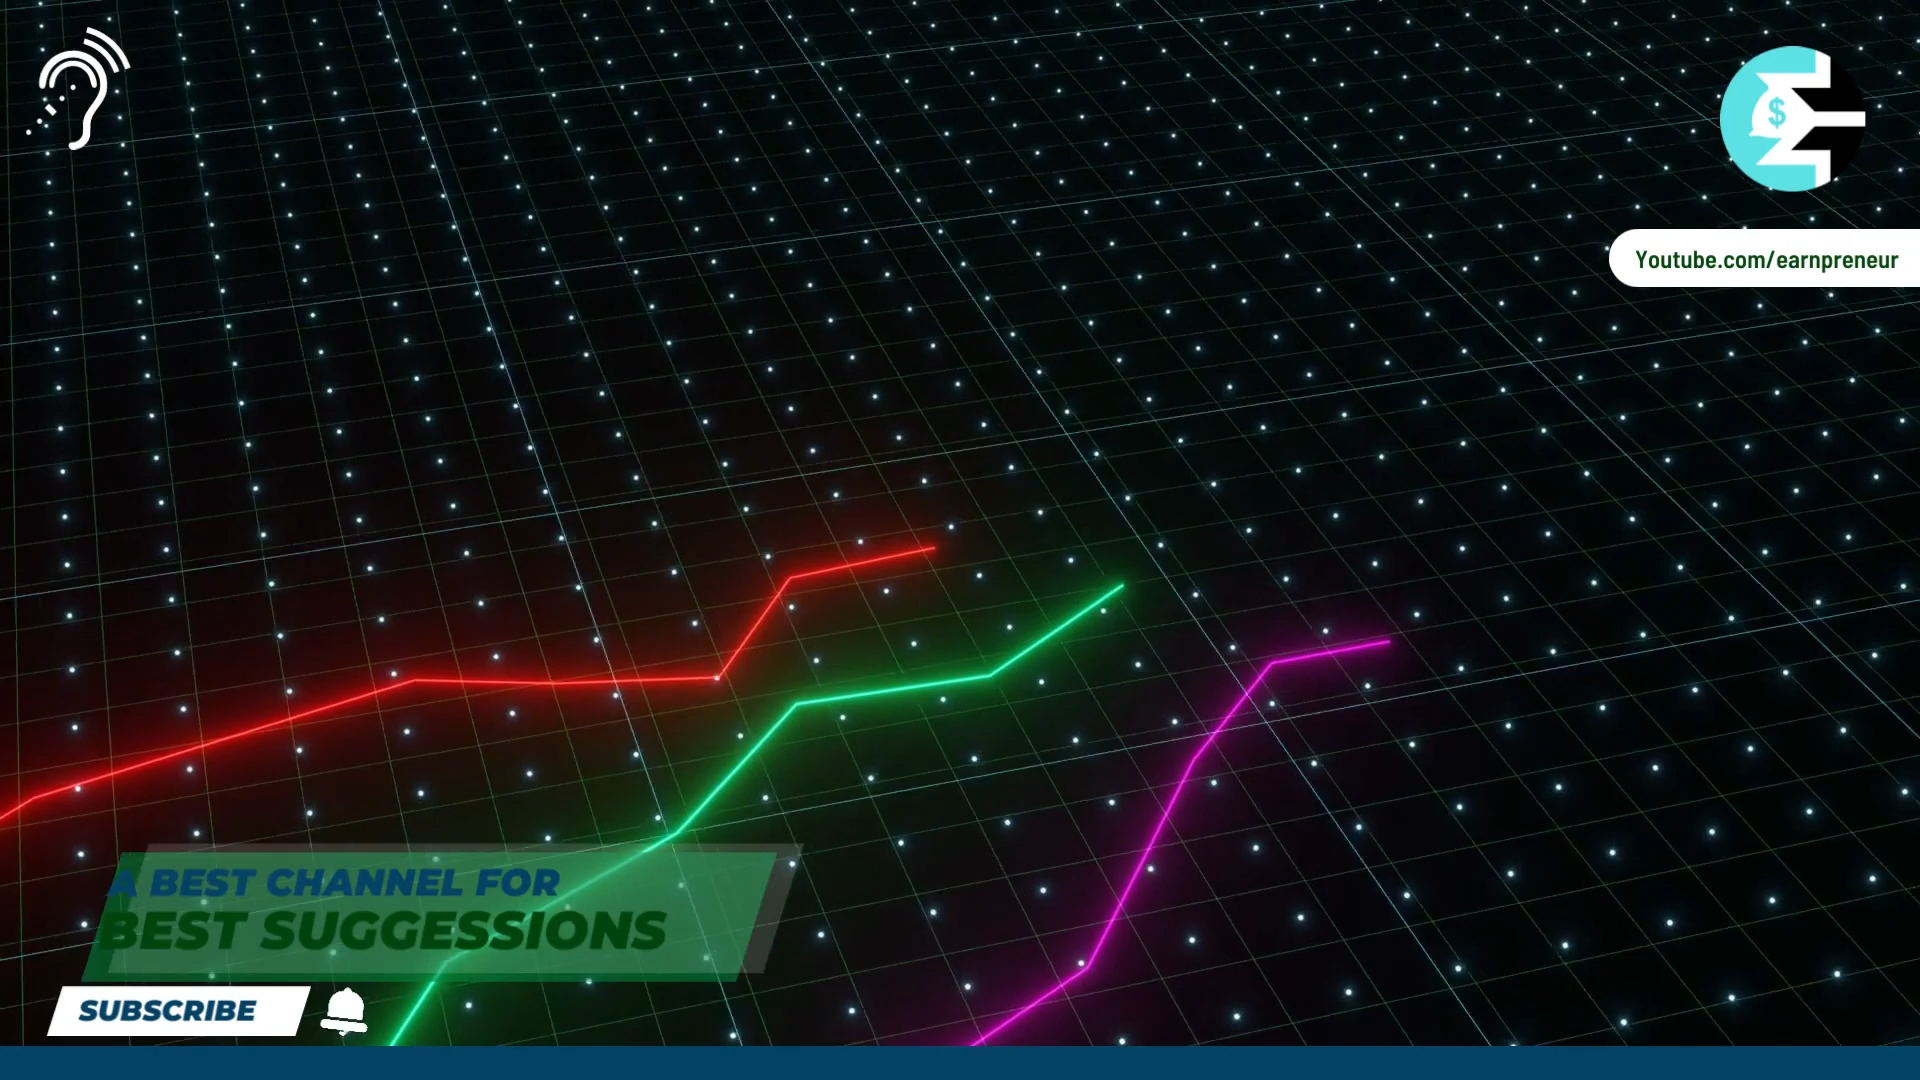 $
Youtube.com/earnpreneur
A BEST CHANNEL FOR
BEST SUGGESSIONS
SUBSCRIBE